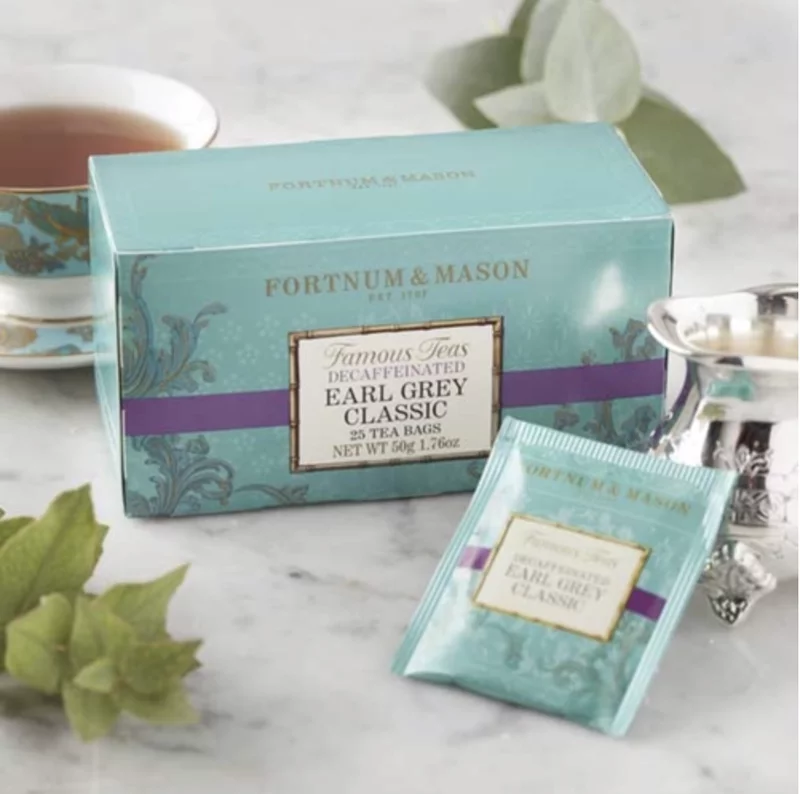 FORTNUM & MASON
FORTNUM & MASON
EST 1707
Famous Teas
DECAFFEINATED
EARL GREY
CLASSIC
25 TEA BAGS
NET WT 50g 1.76oz
FORTNUM & MASON
Famous Teas
DECAFFEINATED
EARL GREY
CLASSIC